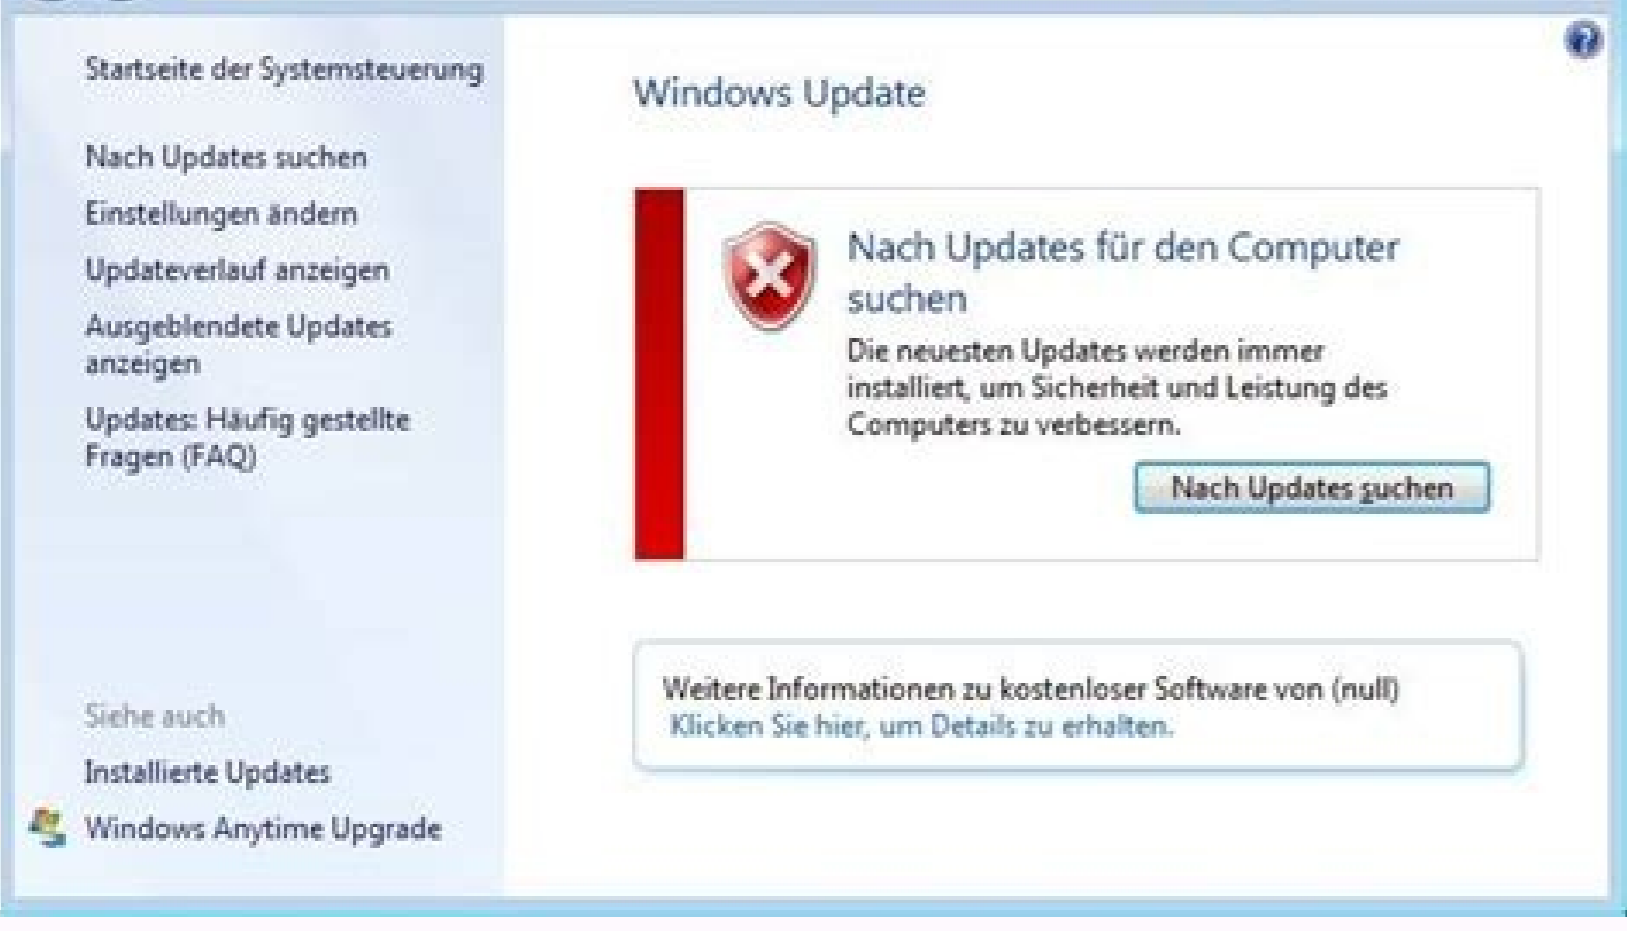 Startseite der Systemsteuerung
Nach Updates suchen
Einstellungen ändern
Updateverlauf anzeigen
Ausgeblendete Updates
anzeigen
Updates: Häufig gestellte
Fragen (FAQ)
Siehe auch
Installierte Updates
Windows Anytime Upgrade
Windows Update
Nach Updates für den Computer
suchen
Die neuesten Updates werden immer
installiert, um Sicherheit und Leistung des
Computers zu verbessern.
Nach Updates suchen
Weitere Informationen zu kostenloser Software von (null)
Klicken Sie hier, um Details zu erhalten.